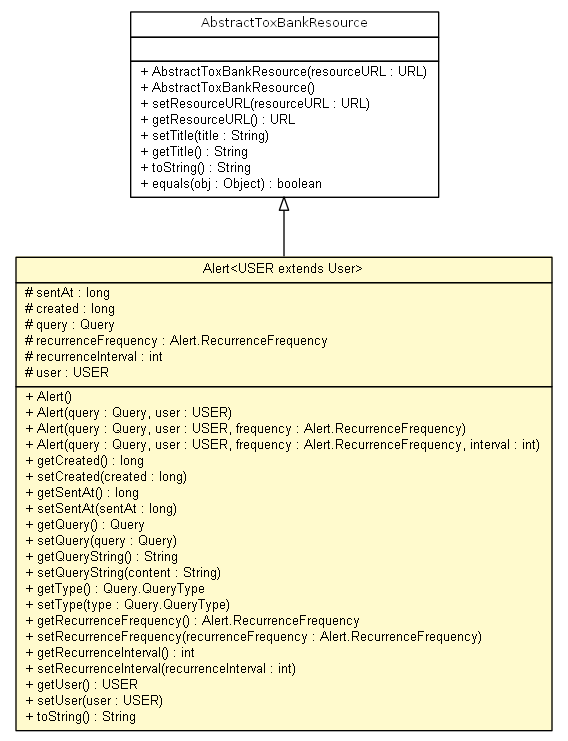 AbstractToxBankResource
+ AbstractToxBankResource(resourceURL : URL)
+ AbstractToxBankResource()
+ setResourceURL(resourceURL : URL)
+ getResourceURL() : URL
+ setTitle(title : String)
+ getTitle() : String
+ toString() : String
+ equals(obj : Object) : boolean
Alert<USER extends User>
# sentAt : long
# created : long
# query : Query
# recurrenceFrequency : Alert.RecurrenceFrequency
# recurrenceInterval : int
# user : USER
+ Alert()
+ Alert(query : Query, user : USER)
+ Alert(query : Query, user : USER, frequency : Alert.RecurrenceFrequency)
+ Alert(query : Query, user : USER, frequency : Alert.RecurrenceFrequency, interval : int)
+ getCreated() : long
+ setCreated(created : long)
+ getSentAt() : long
+ setSentAt(sentAt : long)
+ getQuery() : Query
+ setQuery(query : Query)
+ getQueryString() : String
+ setQueryString(content : String)
+ getType() : Query.QueryType
+ setType(type : Query.QueryType)
+ getRecurrenceFrequency() : Alert.RecurrenceFrequency
+ setRecurrenceFrequency(recurrenceFrequency : Alert.RecurrenceFrequency)
+ getRecurrenceInterval() : int
+ setRecurrenceInterval(recurrenceInterval : int)
+ getUser() : USER
+ setUser(user : USER)
+ toString() : String